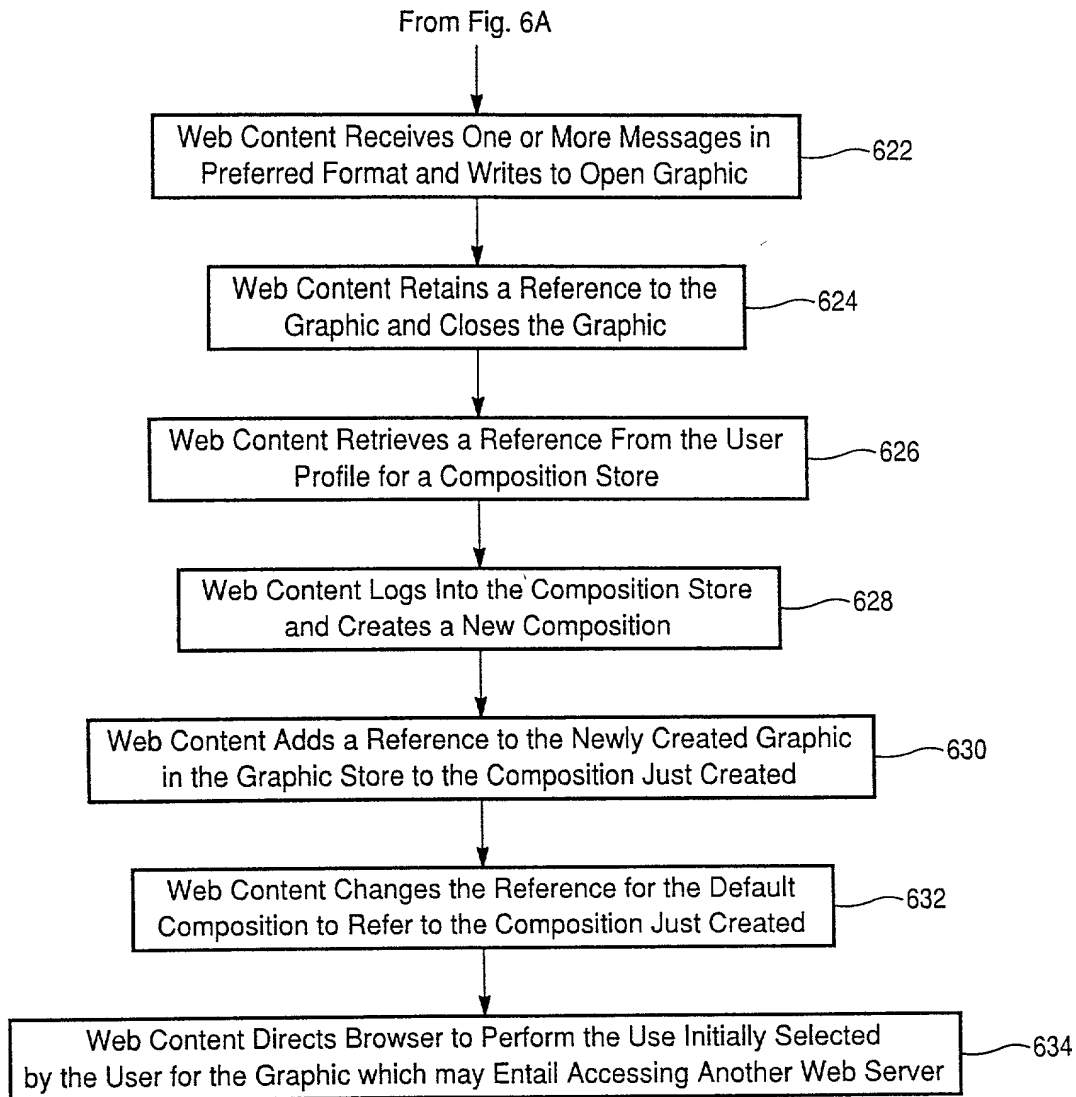 From Fig. 6A
Web Content Receives One or More Messages in
Preferred Format and Writes to Open Graphic
622
Web Content Retains a Reference to the
Graphic and Closes the Graphic
624
Web Content Retrieves a Reference From the User
Profile for a Composition Store
626
Web Content Logs Into the Composition Store
and Creates a New Composition
628
Web Content Adds a Reference to the Newly Created Graphic
in the Graphic Store to the Composition Just Created
630
Web Content Changes the Reference for the Default
Composition to Refer to the Composition Just Created
632
Web Content Directs Browser to Perform the Use Initially Selected
by the User for the Graphic which may Entail Accessing Another Web Server
634